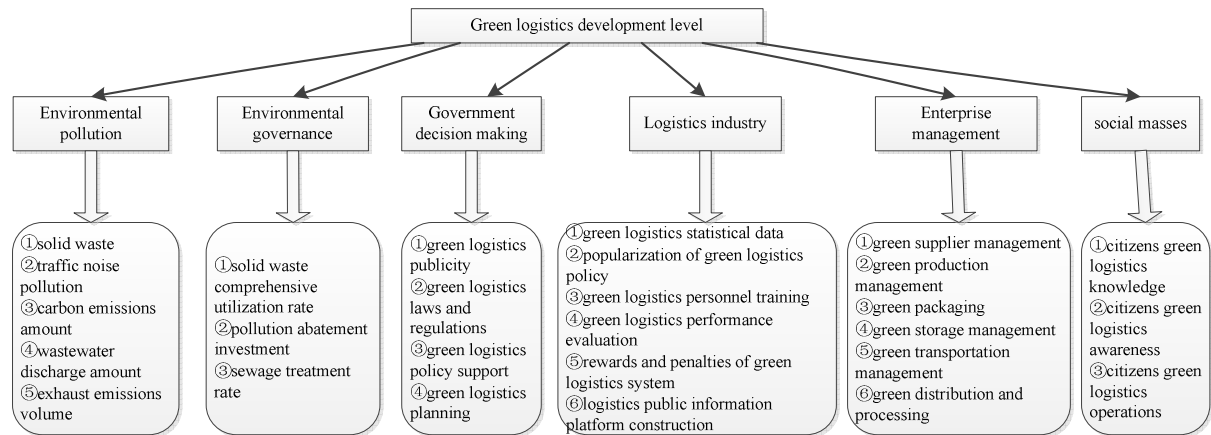 Green logistics development level
Environmental
pollution
Environmental
governance
Government
decision making
Logistics industry
Enterprise
management
social masses
①solid waste
②traffic noise
pollution
③carbon emissions
amount
④wastewater
discharge amount
⑤exhaust emissions
volume
①solid waste
comprehensive
utilization rate
②pollution abatement
investment
③sewage treatment
rate
①green logistics
publicity
②green logistics
laws and
regulations
③green logistics
policy support
④green logistics
planning
①green logistics statistical data
②popularization of green logistics
policy
③green logistics personnel training
④green logistics performance
evaluation
⑤rewards and penalties of green
logistics system
⑥logistics public information
platform construction
①green supplier management
②green production
management
③green packaging
④green storage management
⑤green transportation
management
⑥green distribution and
processing
①citizens green
logistics
knowledge
②citizens green
logistics
awareness
③citizens green
logistics
operations